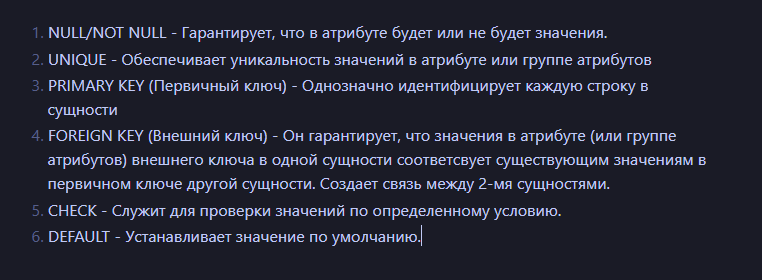 1. NULL/NOT NULL - Гарантирует, что в атрибуте будет или не будет значения.
2. UNIQUE - Обеспечивает уникальность значений в атрибуте или группе атрибутов
3. PRIMARY KEY (Первичный ключ) - Однозначно идентифицирует каждую строку в
сущности
4. FOREIGN KEY (Внешний ключ) - Он гарантирует, что значения в атрибуте (или группе
атрибутов) внешнего ключа в одной сущности соответсвует существующим значениям в
первичном ключе другой сущности. Создает связь между 2-мя сущностями.
5. CHECK - Служит для проверки значений по определенному условию.
6. DEFAULT - Устанавливает значение по умолчанию.